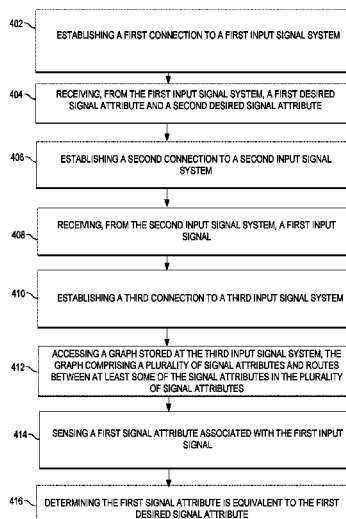 402
ESTABLISHING A FIRST CONNECTION TO A FIRST INPUT SIGNAL SYSTEM
404
RECEIVING, FROM THE FIRST INPUT SIGNAL SYSTEM, A FIRST DESIRED
SIGNAL ATTRIBUTE AND A SECOND DESIRED SIGNAL ATTRIBUTE
406
ESTABLISHING A SECOND CONNECTION TO A SECOND INPUT SIGNAL
SYSTEM
408
RECEIVING, FROM THE SECOND INPUT SIGNAL SYSTEM, A FIRST INPUT
SIGNAL
410
ESTABLISHING A THIRD CONNECTION TO A THIRD INPUT SIGNAL SYSTEM
412
ACCESSING A GRAPH STORED AT THE THIRD INPUT SIGNAL SYSTEM, THE
GRAPH COMPRISING A PLURALITY OF SIGNAL ATTRIBUTES AND ROUTES
BETWEEN AT LEAST SOME OF THE SIGNAL ATTRIBUTES IN THE PLURALITY
OF SIGNAL ATTRIBUTES
414
SENSING A FIRST SIGNAL ATTRIBUTE ASSOCIATED WITH THE FIRST INPUT
SIGNAL
416
DETERMINING THE FIRST SIGNAL ATTRIBUTE IS EQUIVALENT TO THE FIRST
DESIRED SIGNAL ATTRIBUTE